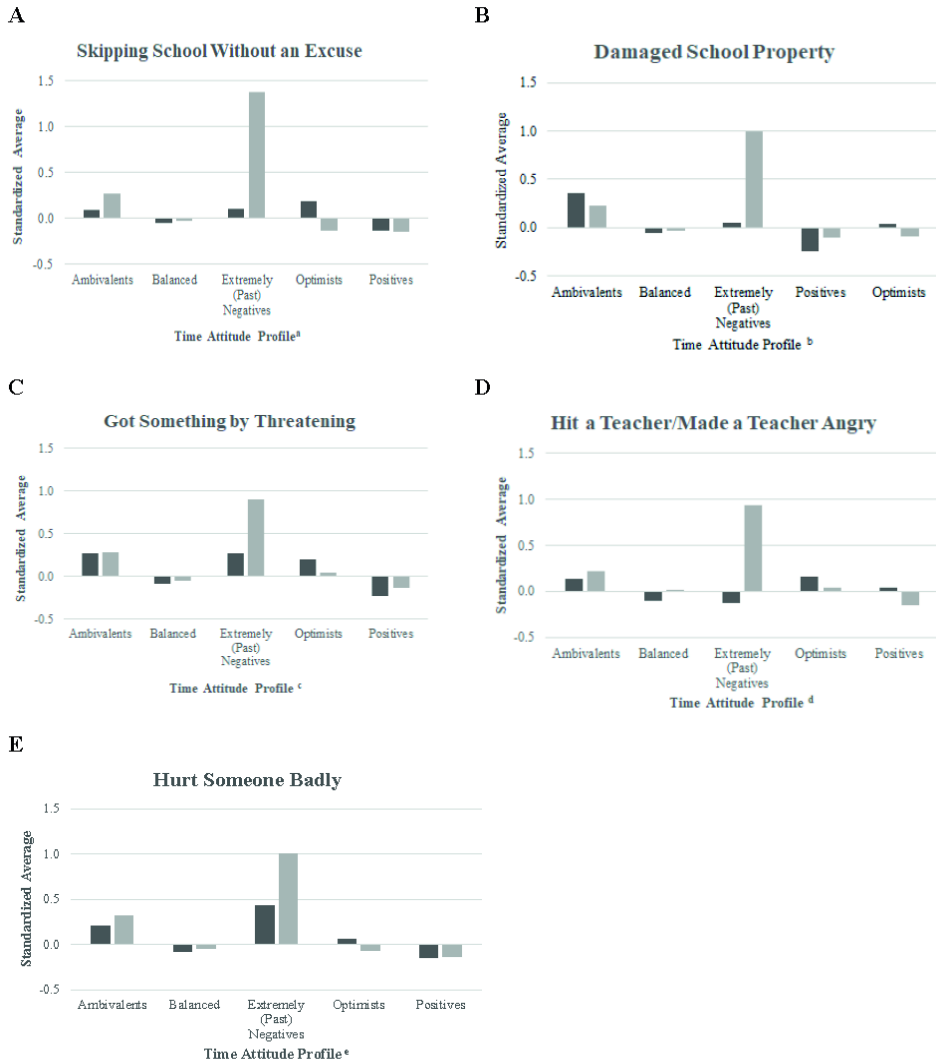 A
Skipping School Without an Excuse
Standardized Average
1.5
1.0
0.5
0.0
-0.5
Ambivalents Balanced Extremely Optimists Positives
(Past)
Negatives
Time Attitude Profile a
B
Damaged School Property
Standardized Average
1.5
1.0
0.5
0.0
-0.5
Ambivalents Balanced Extremely Positives Optimists
(Past)
Negatives
Time Attitude Profile b
C
Got Something by Threatening
Standardized Average
1.5
1.0
0.5
0.0
-0.5
Ambivalents Balanced Extremely Optimists Positives
(Past)
Negatives
Time Attitude Profile c
D
Hit a Teacher/Made a Teacher Angry
Standardized Average
1.5
1.0
0.5
0.0
-0.5
Ambivalents Balanced Extremely Optimists Positives
(Past)
Negatives
Time Attitude Profile d
E
Hurt Someone Badly
Standardized Average
1.5
1.0
0.5
0.0
-0.5
Ambivalents Balanced Extremely Optimists Positives
(Past)
Negatives
Time Attitude Profile e